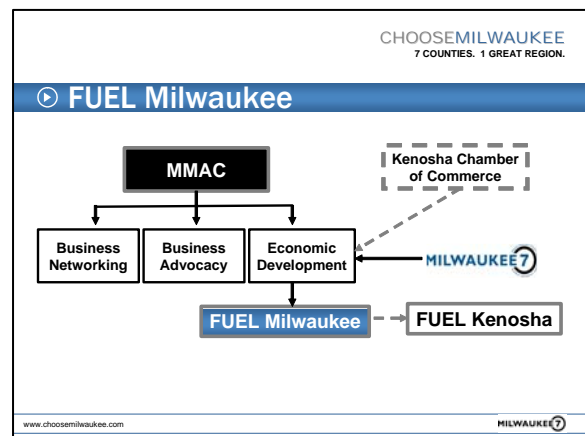 CHOOSEMILWAUKEE
7 COUNTIES. 1 GREAT REGION.
FUEL Milwaukee
MMAC
Kenosha Chamber
of Commerce
Business
Networking
Business
Advocacy
Economic
Development
MILWAUKEE7
FUEL Milwaukee
FUEL Kenosha
www.choosemilwaukee.com
MILWAUKEE7